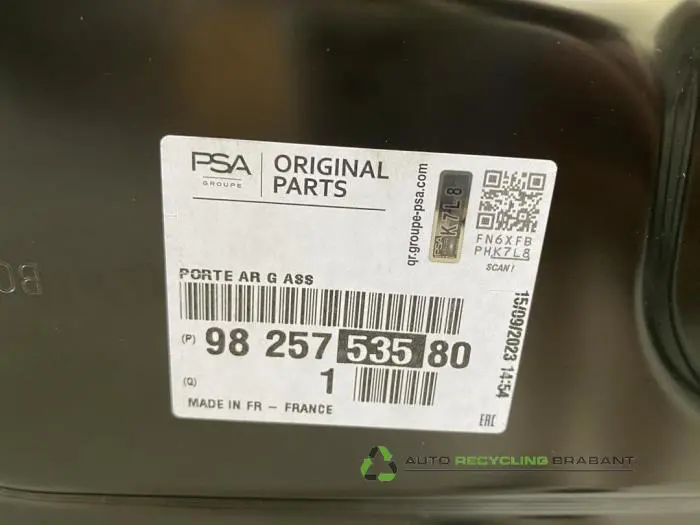 PSA
GROUPE
ORIGINAL
PARTS
qr.groupe-psa.com
PSA
K7L8
FN6XFB
PHK7L8
SCAN!
PORTE AR G ASS
(P) 98 257 535 80
(Q) 1
15/09/2023 14:54
MADE IN FR - FRANCE
EAC
AUTO RECYCLING BRABANT